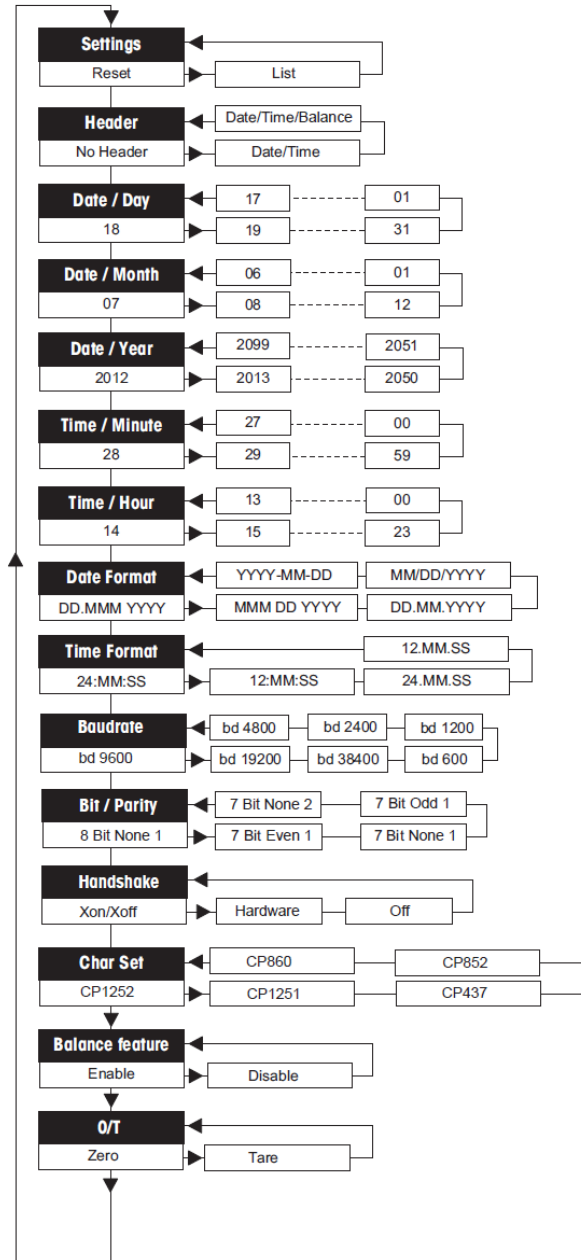 Settings
Reset List
Header Date/Time/Balance
No Header Date/Time
Date / Day 17 01
18 19 31
Date / Month 06 01
07 08 12
Date / Year 2099 2051
2012 2013 2050
Time / Minute 27 00
28 29 59
Time / Hour 13 00
14 15 23
Date Format YYYY-MM-DD MM/DD/YYYY
DD.MMM YYYY MMM DD YYYY DD.MM.YYYY
Time Format 12.MM.SS
24:MM:SS 12:MM:SS 24.MM.SS
Baudrate bd 4800 bd 2400 bd 1200
bd 9600 bd 19200 bd 38400 bd 600
Bit / Parity 7 Bit None 2 7 Bit Odd 1
8 Bit None 1 7 Bit Even 1 7 Bit None 1
Handshake
Xon/Xoff Hardware Off
Char Set CP860 CP852
CP1252 CP1251 CP437
Balance feature
Enable Disable
0/T
Zero Tare